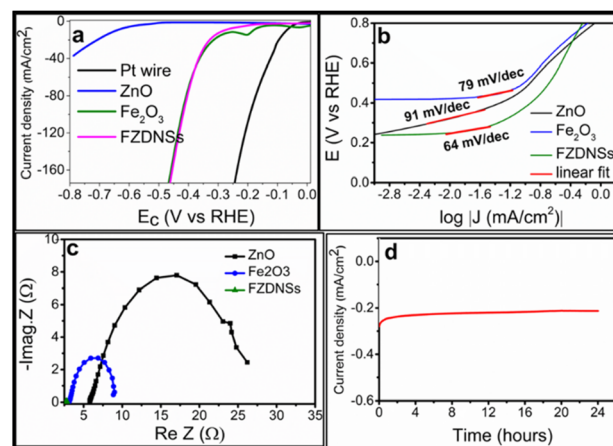 a
Current density (mA/cm²)
0
-40
-80
-120
-160
Pt wire
ZnO
Fe₂O₃
FZDNSs
-0.8 -0.7 -0.6 -0.5 -0.4 -0.3 -0.2 -0.1 0.0
E_C (V vs RHE)
b
E (V vs RHE)
0.8
0.6
0.4
0.2
0.0
79 mV/dec
91 mV/dec
64 mV/dec
ZnO
Fe₂O₃
FZDNSs
linear fit
-2.8 -2.4 -2.0 -1.6 -1.2 -0.8 -0.4 0.0
log |J (mA/cm²)|
c
-Imag.Z (Ω)
10
8
6
4
2
0
ZnO
Fe2O3
FZDNSs
5 10 15 20 25 30 35
Re Z (Ω)
d
Current density (mA/cm²)
0.0
-0.2
-0.4
-0.6
0 4 8 12 16 20 24
Time (hours)